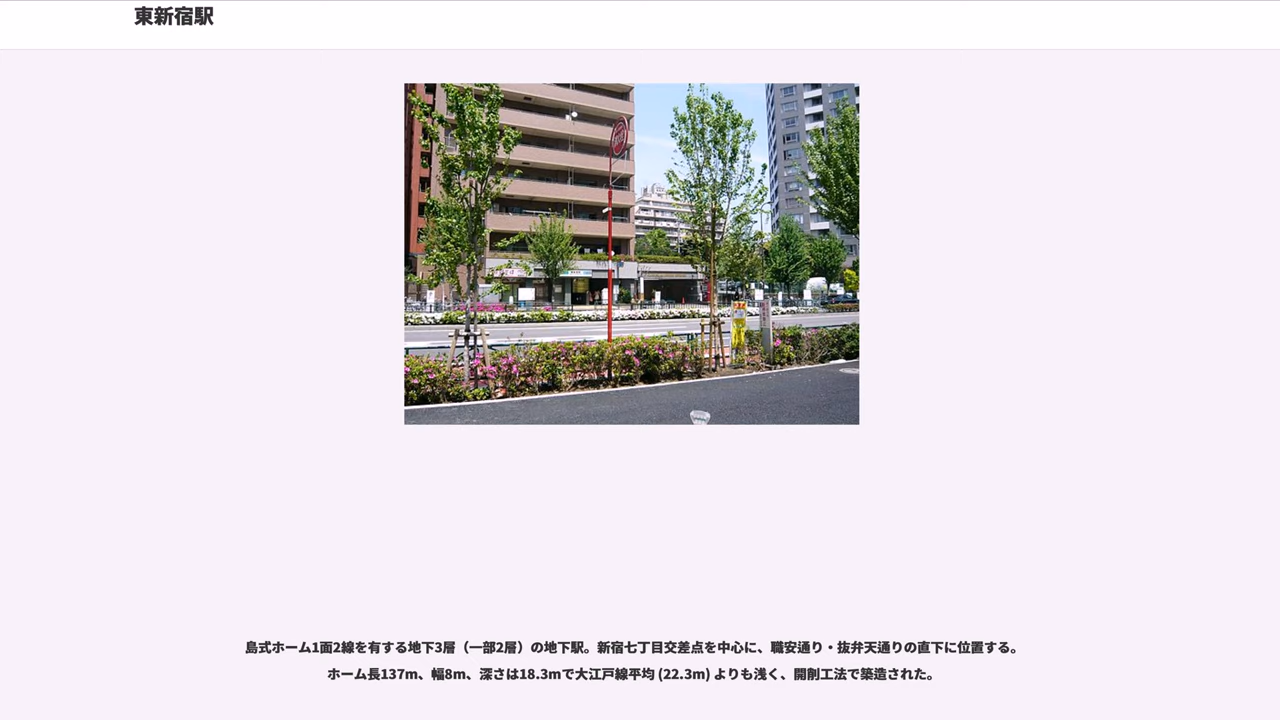 東新宿駅
島式ホーム1面2線を有する地下3層（一部2層）の地下駅。新宿七丁目交差点を中心に、職安通り・抜弁天通りの直下に位置する。
ホーム長137m、幅8m、深さは18.3mで大江戸線平均 (22.3m) よりも浅く、開削工法で築造された。